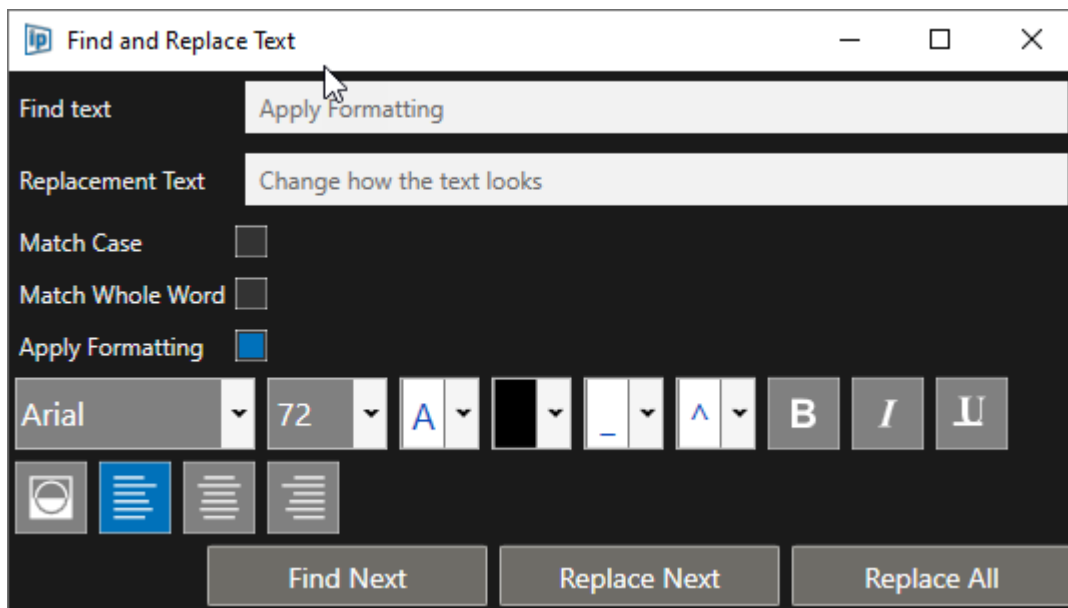 ip Find and Replace Text
Find text Apply Formatting
Replacement Text Change how the text looks
Match Case
Match Whole Word
Apply Formatting
Arial 72 A _ ^ B I U
Find Next Replace Next Replace All